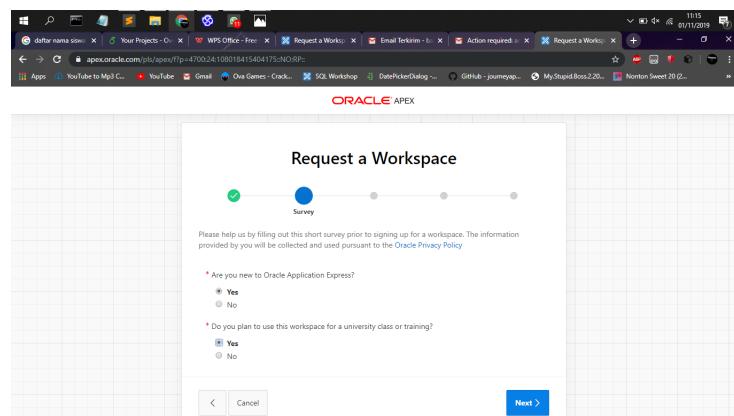 11:15
01/11/2019
daftar nama siswa
Your Projects - Ov
WPS Office - Free
Request a Worksp
Email Terkirim - b
Action required: a
Request a Worksp
apex.oracle.com/pls/apex/f?p=4700:24:108018415404175::NO:RP::
Apps
YouTube to Mp3 C...
YouTube
Gmail
Ova Games - Crack...
SQL Workshop
DatePickerDialog -...
GitHub - journeyap...
My.Stupid.Boss.2.20...
Nonton Sweet 20 (2...
»
ORACLE APEX
Request a Workspace
Survey
Please help us by filling out this short survey prior to signing up for a workspace. The information
provided by you will be collected and used pursuant to the Oracle Privacy Policy
* Are you new to Oracle Application Express?
Yes
No
* Do you plan to use this workspace for a university class or training?
Yes
No
Cancel
Next